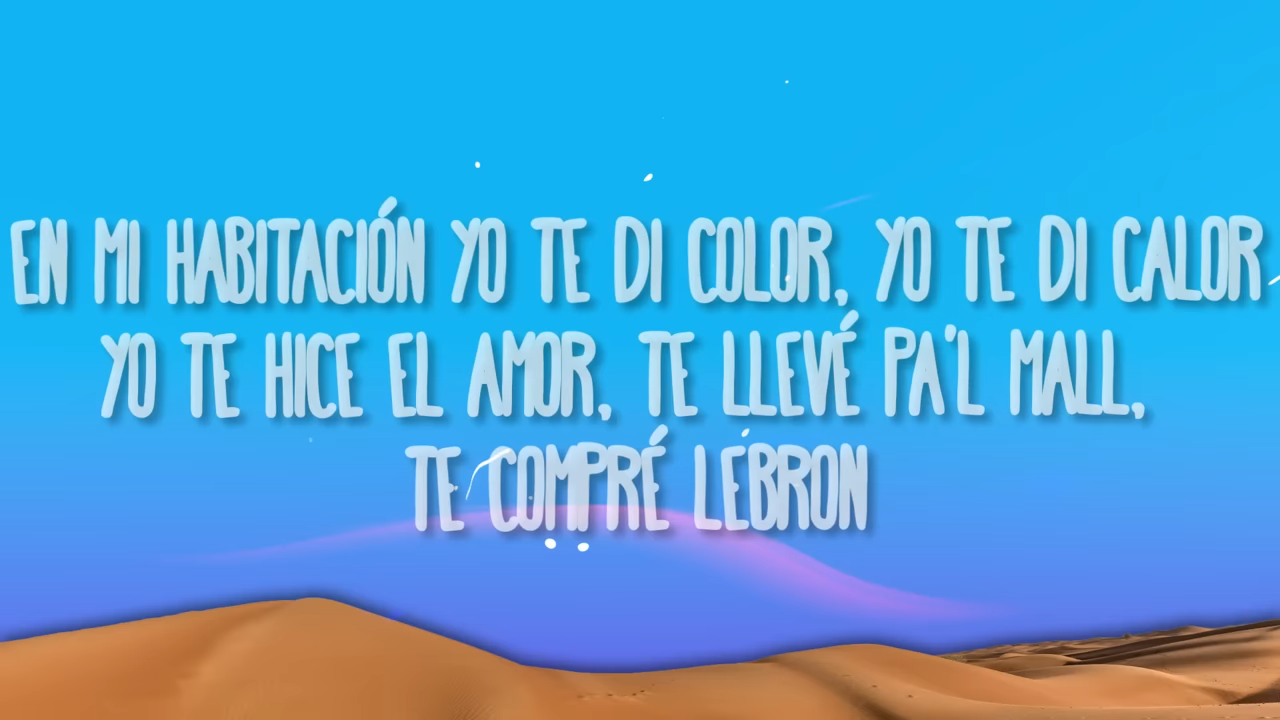 EN MI HABITACIÓN YO TE DI COLOR, YO TE DI CALOR
YO TE HICE EL AMOR, TE LLEVÉ PA'L MALL,
TE COMPRÉ LEBRON